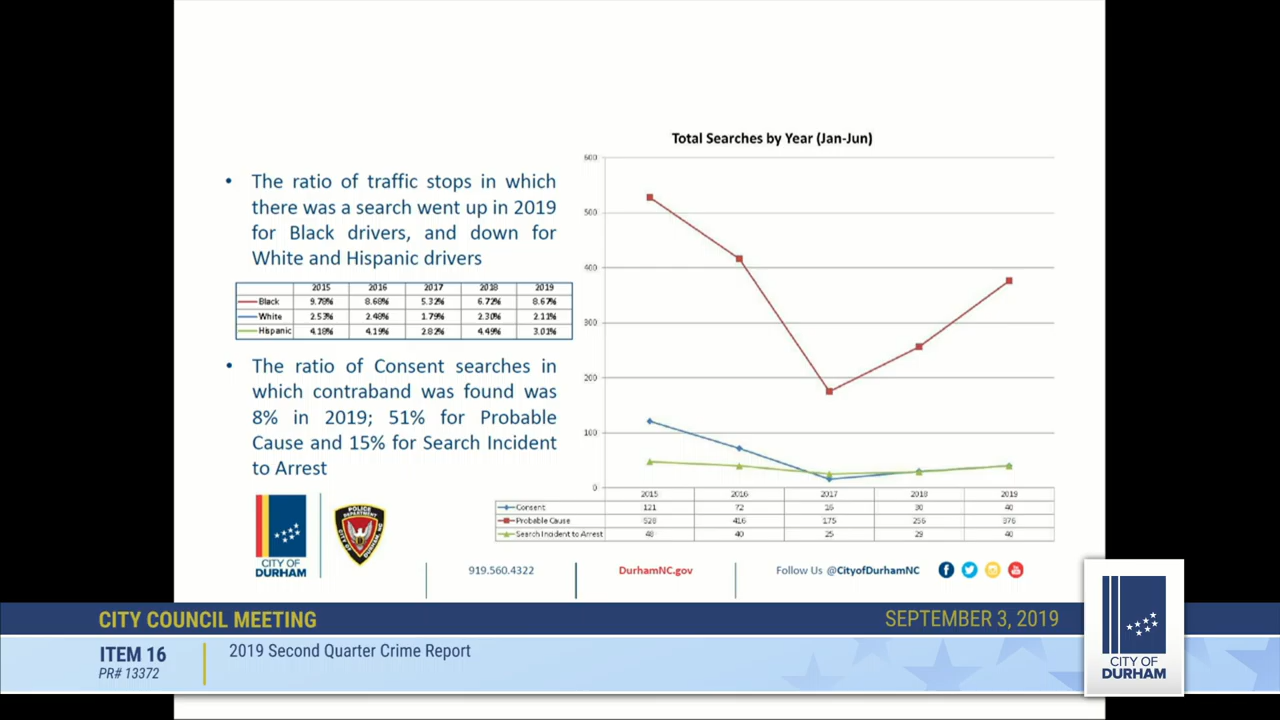 Total Searches by Year (Jan-Jun)
• The ratio of traffic stops in which
there was a search went up in 2019
for Black drivers, and down for
White and Hispanic drivers
2015 2016 2017 2018 2019
Black 9.78% 8.68% 5.32% 6.72% 8.67%
White 2.53% 2.48% 1.79% 2.30% 2.11%
Hispanic 4.18% 4.19% 2.82% 4.49% 3.01%
• The ratio of Consent searches in
which contraband was found was
8% in 2019; 51% for Probable
Cause and 15% for Search Incident
to Arrest
600
500
400
300
200
100
0
2015 2016 2017 2018 2019
Consent 121 72 16 30 40
Probable Cause 528 416 175 256 376
Search Incident to Arrest 48 40 25 29 40
CITY OF
DURHAM
POLICE
DEPARTMENT
CITY OF DURHAM, NC
919.560.4322
DurhamNC.gov
Follow Us @CityofDurhamNC
CITY COUNCIL MEETING
SEPTEMBER 3, 2019
ITEM 16
PR# 13372
2019 Second Quarter Crime Report
CITY OF
DURHAM